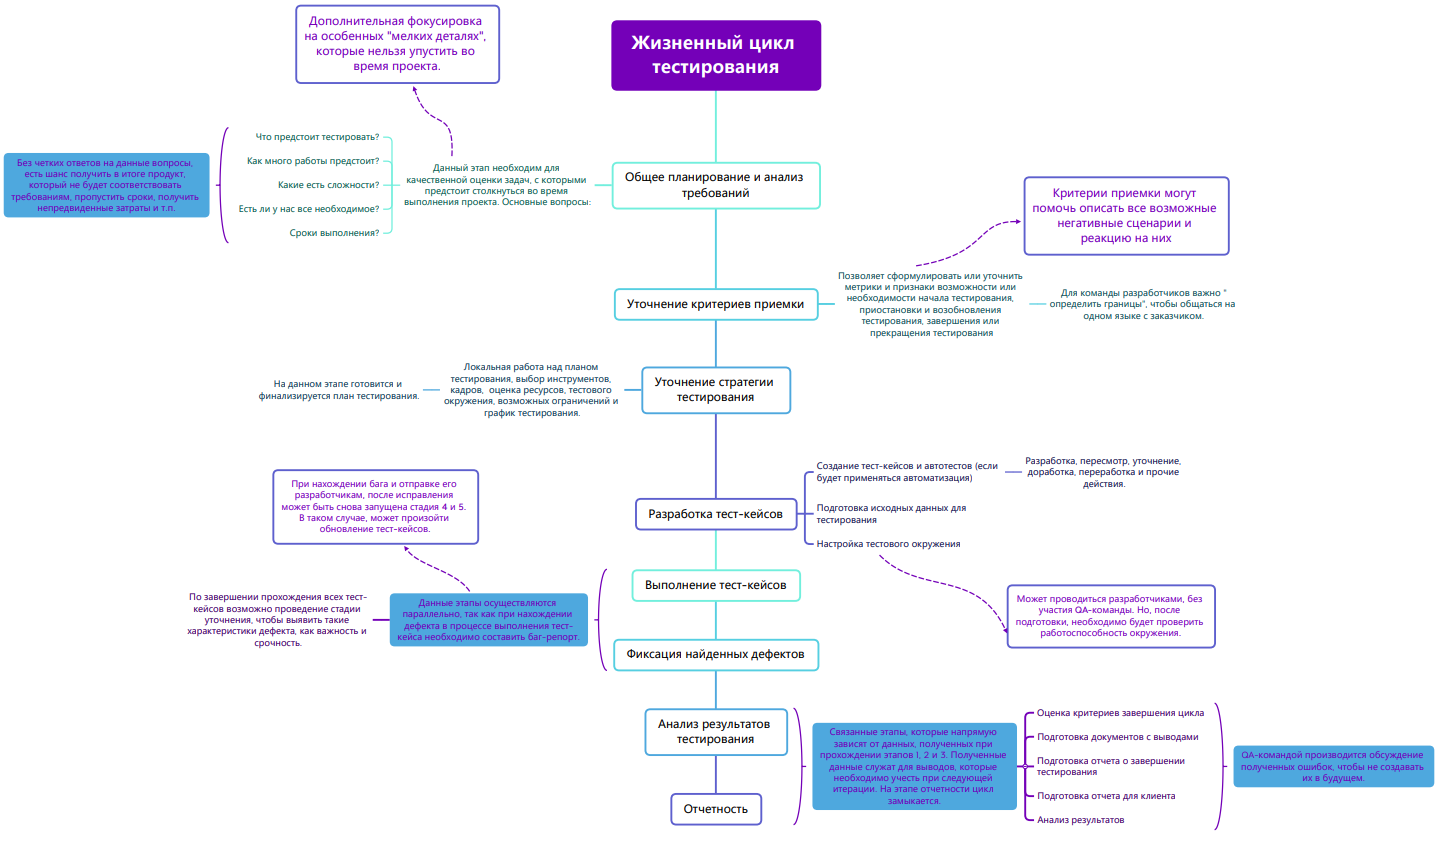 Жизненный цикл
тестирования
Дополнительная фокусировка
на особенных "мелких деталях",
которые нельзя упустить во
время проекта.
Общее планирование и анализ
требований
Данный этап необходим для
качественной оценки задач, с которыми
предстоит столкнуться во время
выполнения проекта. Основные вопросы:
Что предстоит тестировать?
Как много работы предстоит?
Какие есть сложности?
Есть ли у нас все необходимое?
Сроки выполнения?
Без четких ответов на данные вопросы,
есть шанс получить в итоге продукт,
который не будет соответствовать
требованиям, пропустить сроки, получить
непредвиденные затраты и т.п.
Критерии приемки могут
помочь описать все возможные
негативные сценарии и
реакцию на них
Уточнение критериев приемки
Позволяет сформулировать или уточнить
метрики и признаки возможности или
необходимости начала тестирования,
приостановки и возобновления
тестирования, завершения или
прекращения тестирования
Для команды разработчиков важно "
определить границы", чтобы общаться на
одном языке с заказчиком.
Уточнение стратегии
тестирования
Локальная работа над планом
тестирования, выбор инструментов,
кадров,  оценка ресурсов, тестового
окружения, возможных ограничений и
график тестирования.
На данном этапе готовится и
финализируется план тестирования.
Разработка тест-кейсов
Создание тест-кейсов и автотестов (если
будет применяться автоматизация)
Разработка, пересмотр, уточнение,
доработка, переработка и прочие
действия.
Подготовка исходных данных для
тестирования
Настройка тестового окружения
Может проводиться разработчиками, без
участия QA-команды. Но, после
подготовки, необходимо будет проверить
работоспособность окружения.
При нахождении бага и отправке его
разработчикам, после исправления
может быть снова запущена стадия 4 и 5.
В таком случае, может произойти
обновление тест-кейсов.
Выполнение тест-кейсов
Фиксация найденных дефектов
Данные этапы осуществляются
параллельно, так как при нахождении
дефекта в процессе выполнения тест-
кейса необходимо составить баг-репорт.
По завершении прохождения всех тест-
кейсов возможно проведение стадии
уточнения, чтобы выявить такие
характеристики дефекта, как важность и
срочность.
Анализ результатов
тестирования
Отчетность
Связанные этапы, которые напрямую
зависят от данных, полученных при
прохождении этапов 1, 2 и 3. Полученные
данные служат для выводов, которые
необходимо учесть при следующей
итерации. На этапе отчетности цикл
замыкается.
Оценка критериев завершения цикла
Подготовка документов с выводами
Подготовка отчета о завершении
тестирования
Подготовка отчета для клиента
Анализ результатов
QA-командой производится обсуждение
полученных ошибок, чтобы не создавать
их в будущем.